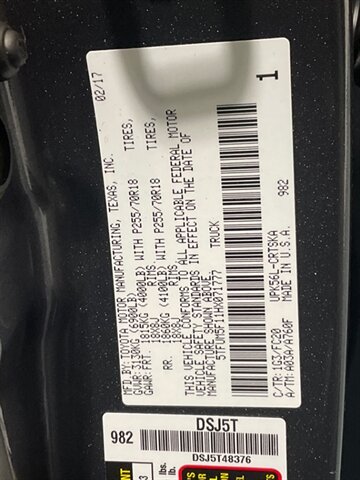 MFD.BY: TOYOTA MOTOR MANUFACTURING, TEXAS, INC. 02/17
GVWR 3130KG (6900LB)
GAWR: FRT. 1815KG (4000LB) WITH P255/70R18 TIRES,
18X8J RIMS
RR. 1860KG (4100LB) WITH P255/70R18 TIRES,
18X8J RIMS
THIS VEHICLE CONFORMS TO ALL APPLICABLE FEDERAL MOTOR
VEHICLE SAFETY STANDARDS IN EFFECT ON THE DATE OF
MANUFACTURE SHOWN ABOVE.
5TFUM5F11HX071777 TRUCK
982
C/TR: 1G3/FC20 UPK56L-CRTSKA
A/TM: A03A/A760F MADE IN U.S.A.
1
982
DSJ5T
DSJ5T48376
lbs.
lb.